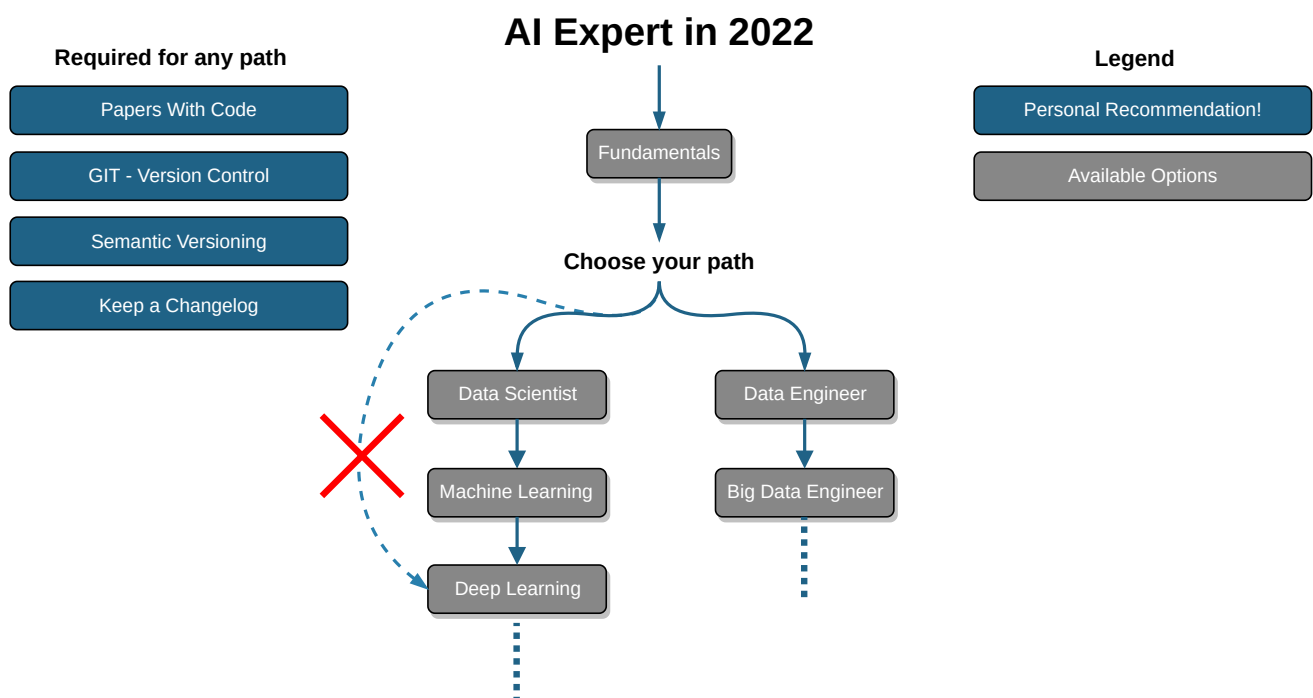 AI Expert in 2022
Required for any path
Papers With Code
GIT - Version Control
Semantic Versioning
Keep a Changelog
Legend
Personal Recommendation!
Available Options
Fundamentals
Choose your path
Data Scientist
Data Engineer
Machine Learning
Big Data Engineer
Deep Learning